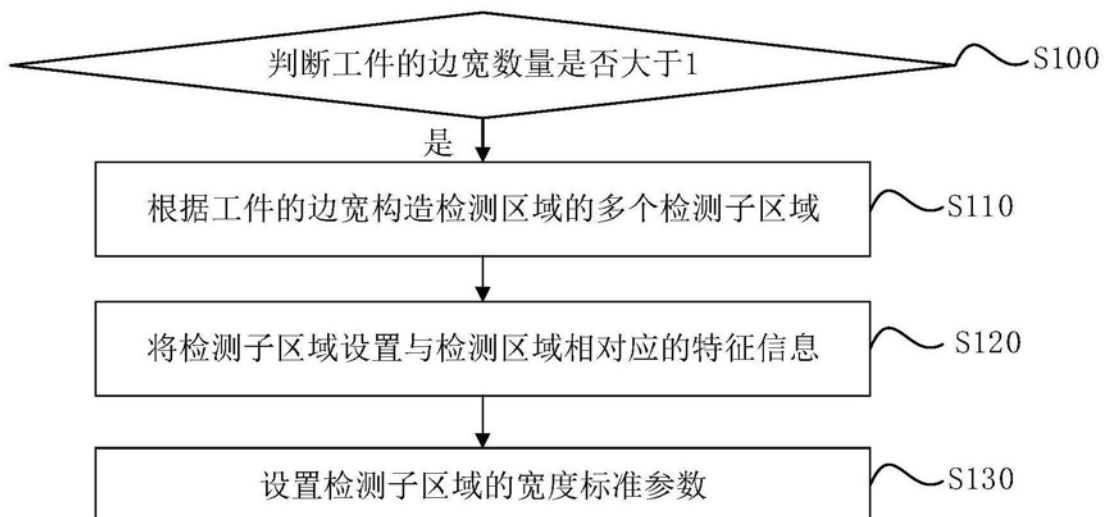 判断工件的边宽数量是否大于1
S100
是
根据工件的边宽构造检测区域的多个检测子区域
S110
将检测子区域设置与检测区域相对应的特征信息
S120
设置检测子区域的宽度标准参数
S130